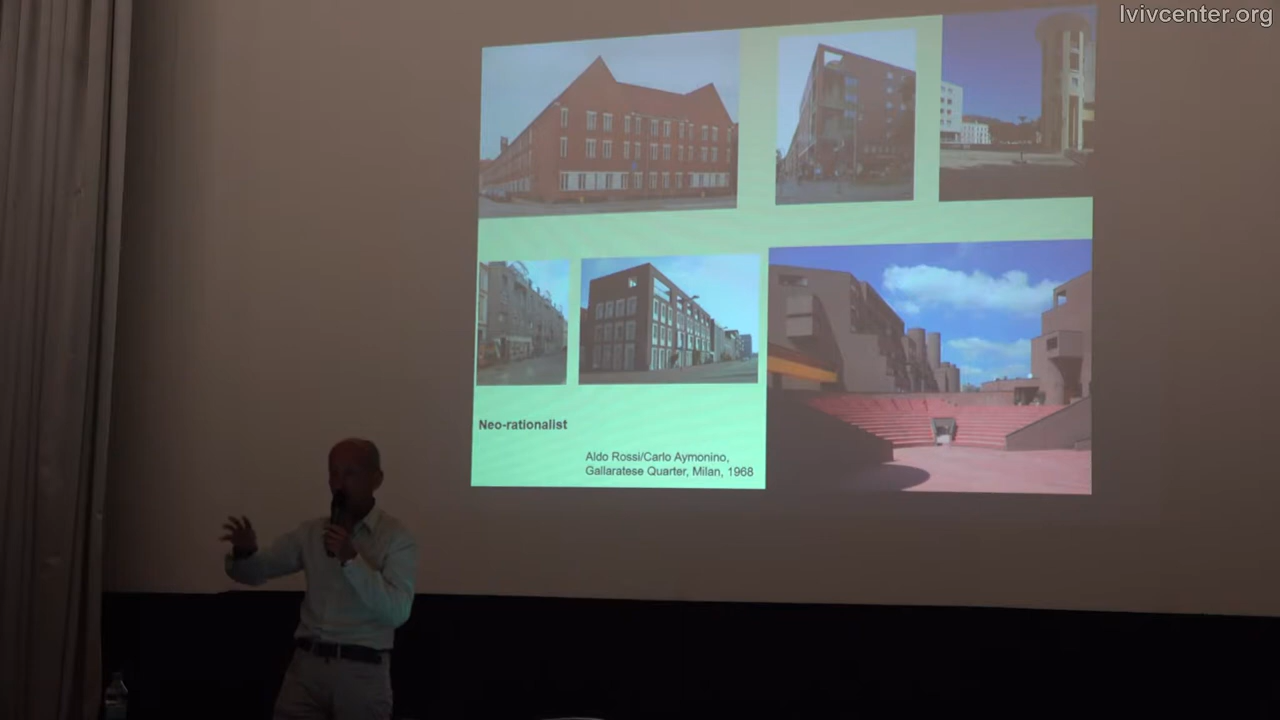 lvivcenter.org
Neo-rationalist
Aldo Rossi/Carlo Aymonino,
Gallaratese Quarter, Milan, 1968